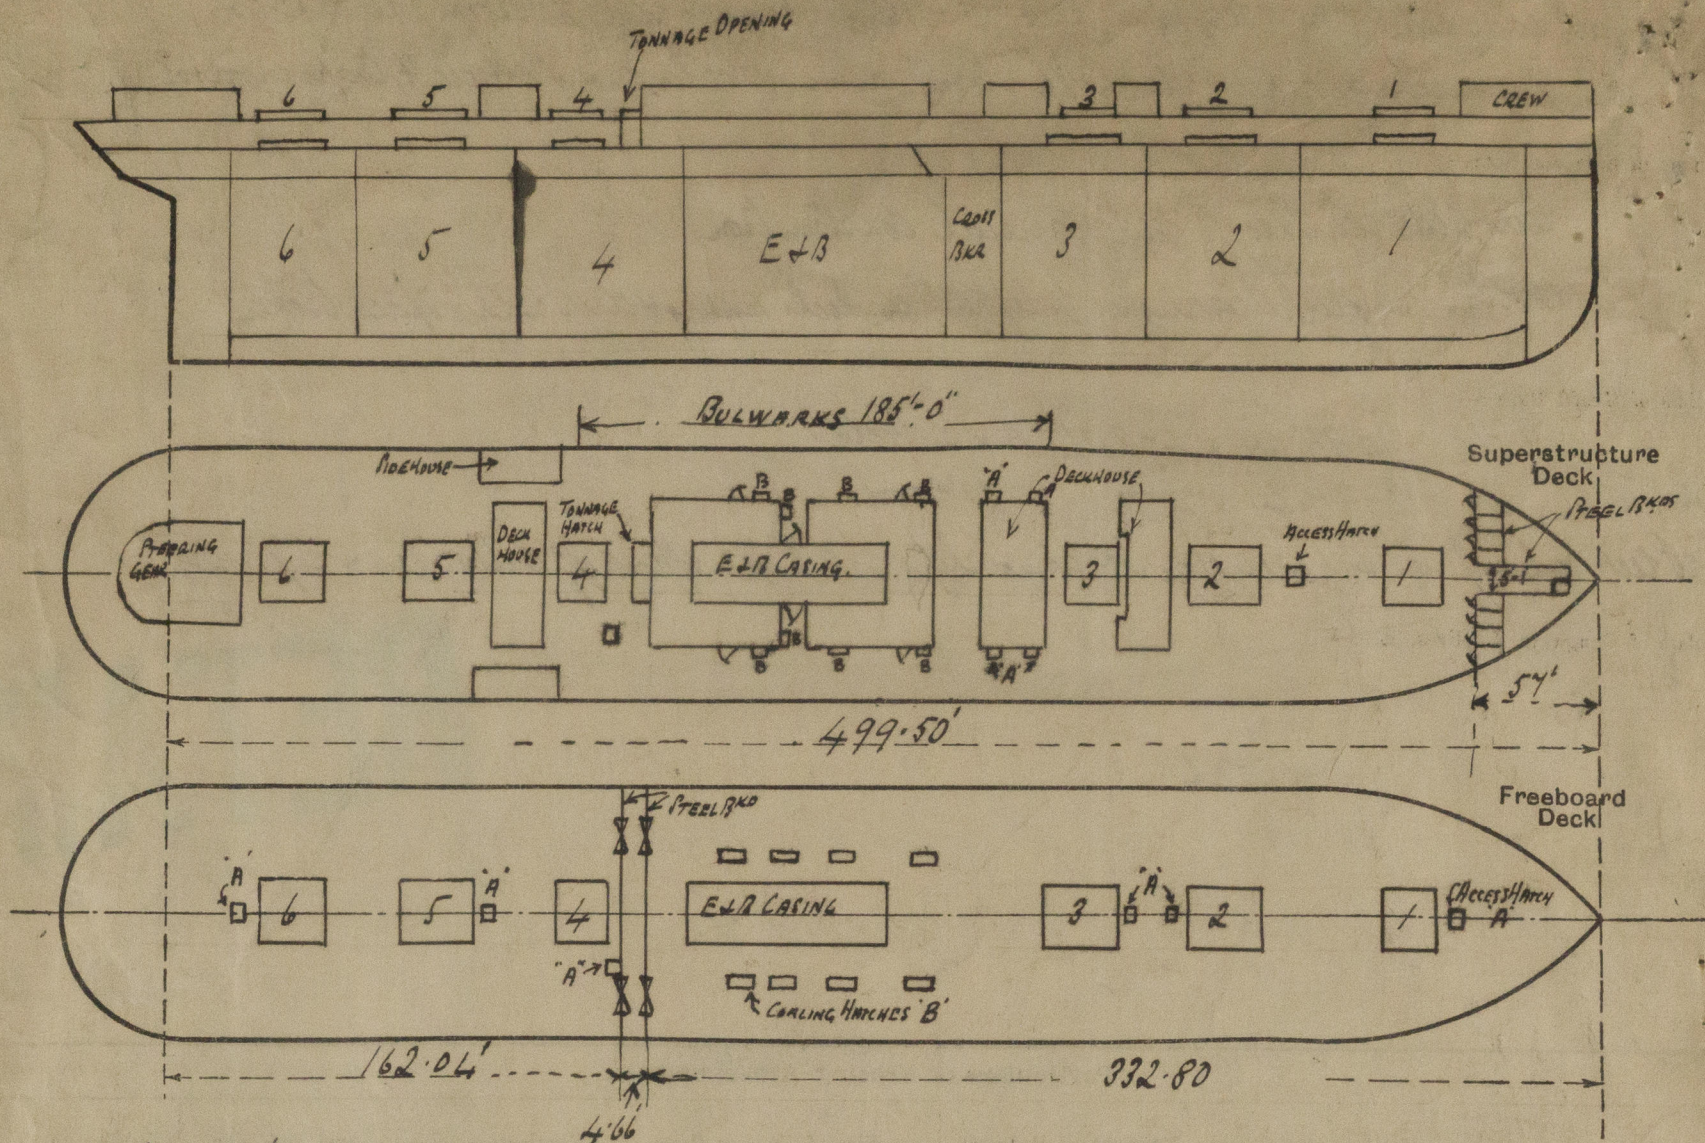 TONNAGE OPENING
6
5
4
3
2
1
CREW
6
5
4
E & B
CROSS
BKR
3
2
1
BULWARKS 185'-0"
SIDEHOUSE
Superstructure
Deck
STEEL BKDS
STEERING
GEAR
6
5
DECK
HOUSE
TONNAGE
HATCH
4
E & B CASING.
B
B
B
B
B
B
B
B
"A"
A
DECKHOUSE
3
2
ACCESS HATCH
1
"A"
57'
499.50'
Freeboard
Deck
STEEL BKD
'A'
6
5
"A"
4
"A"
E & B CASING
COALING HATCHES 'B'
3
'A'
2
1
ACCESS HATCH
'A'
162.04'
4.66'
332.80